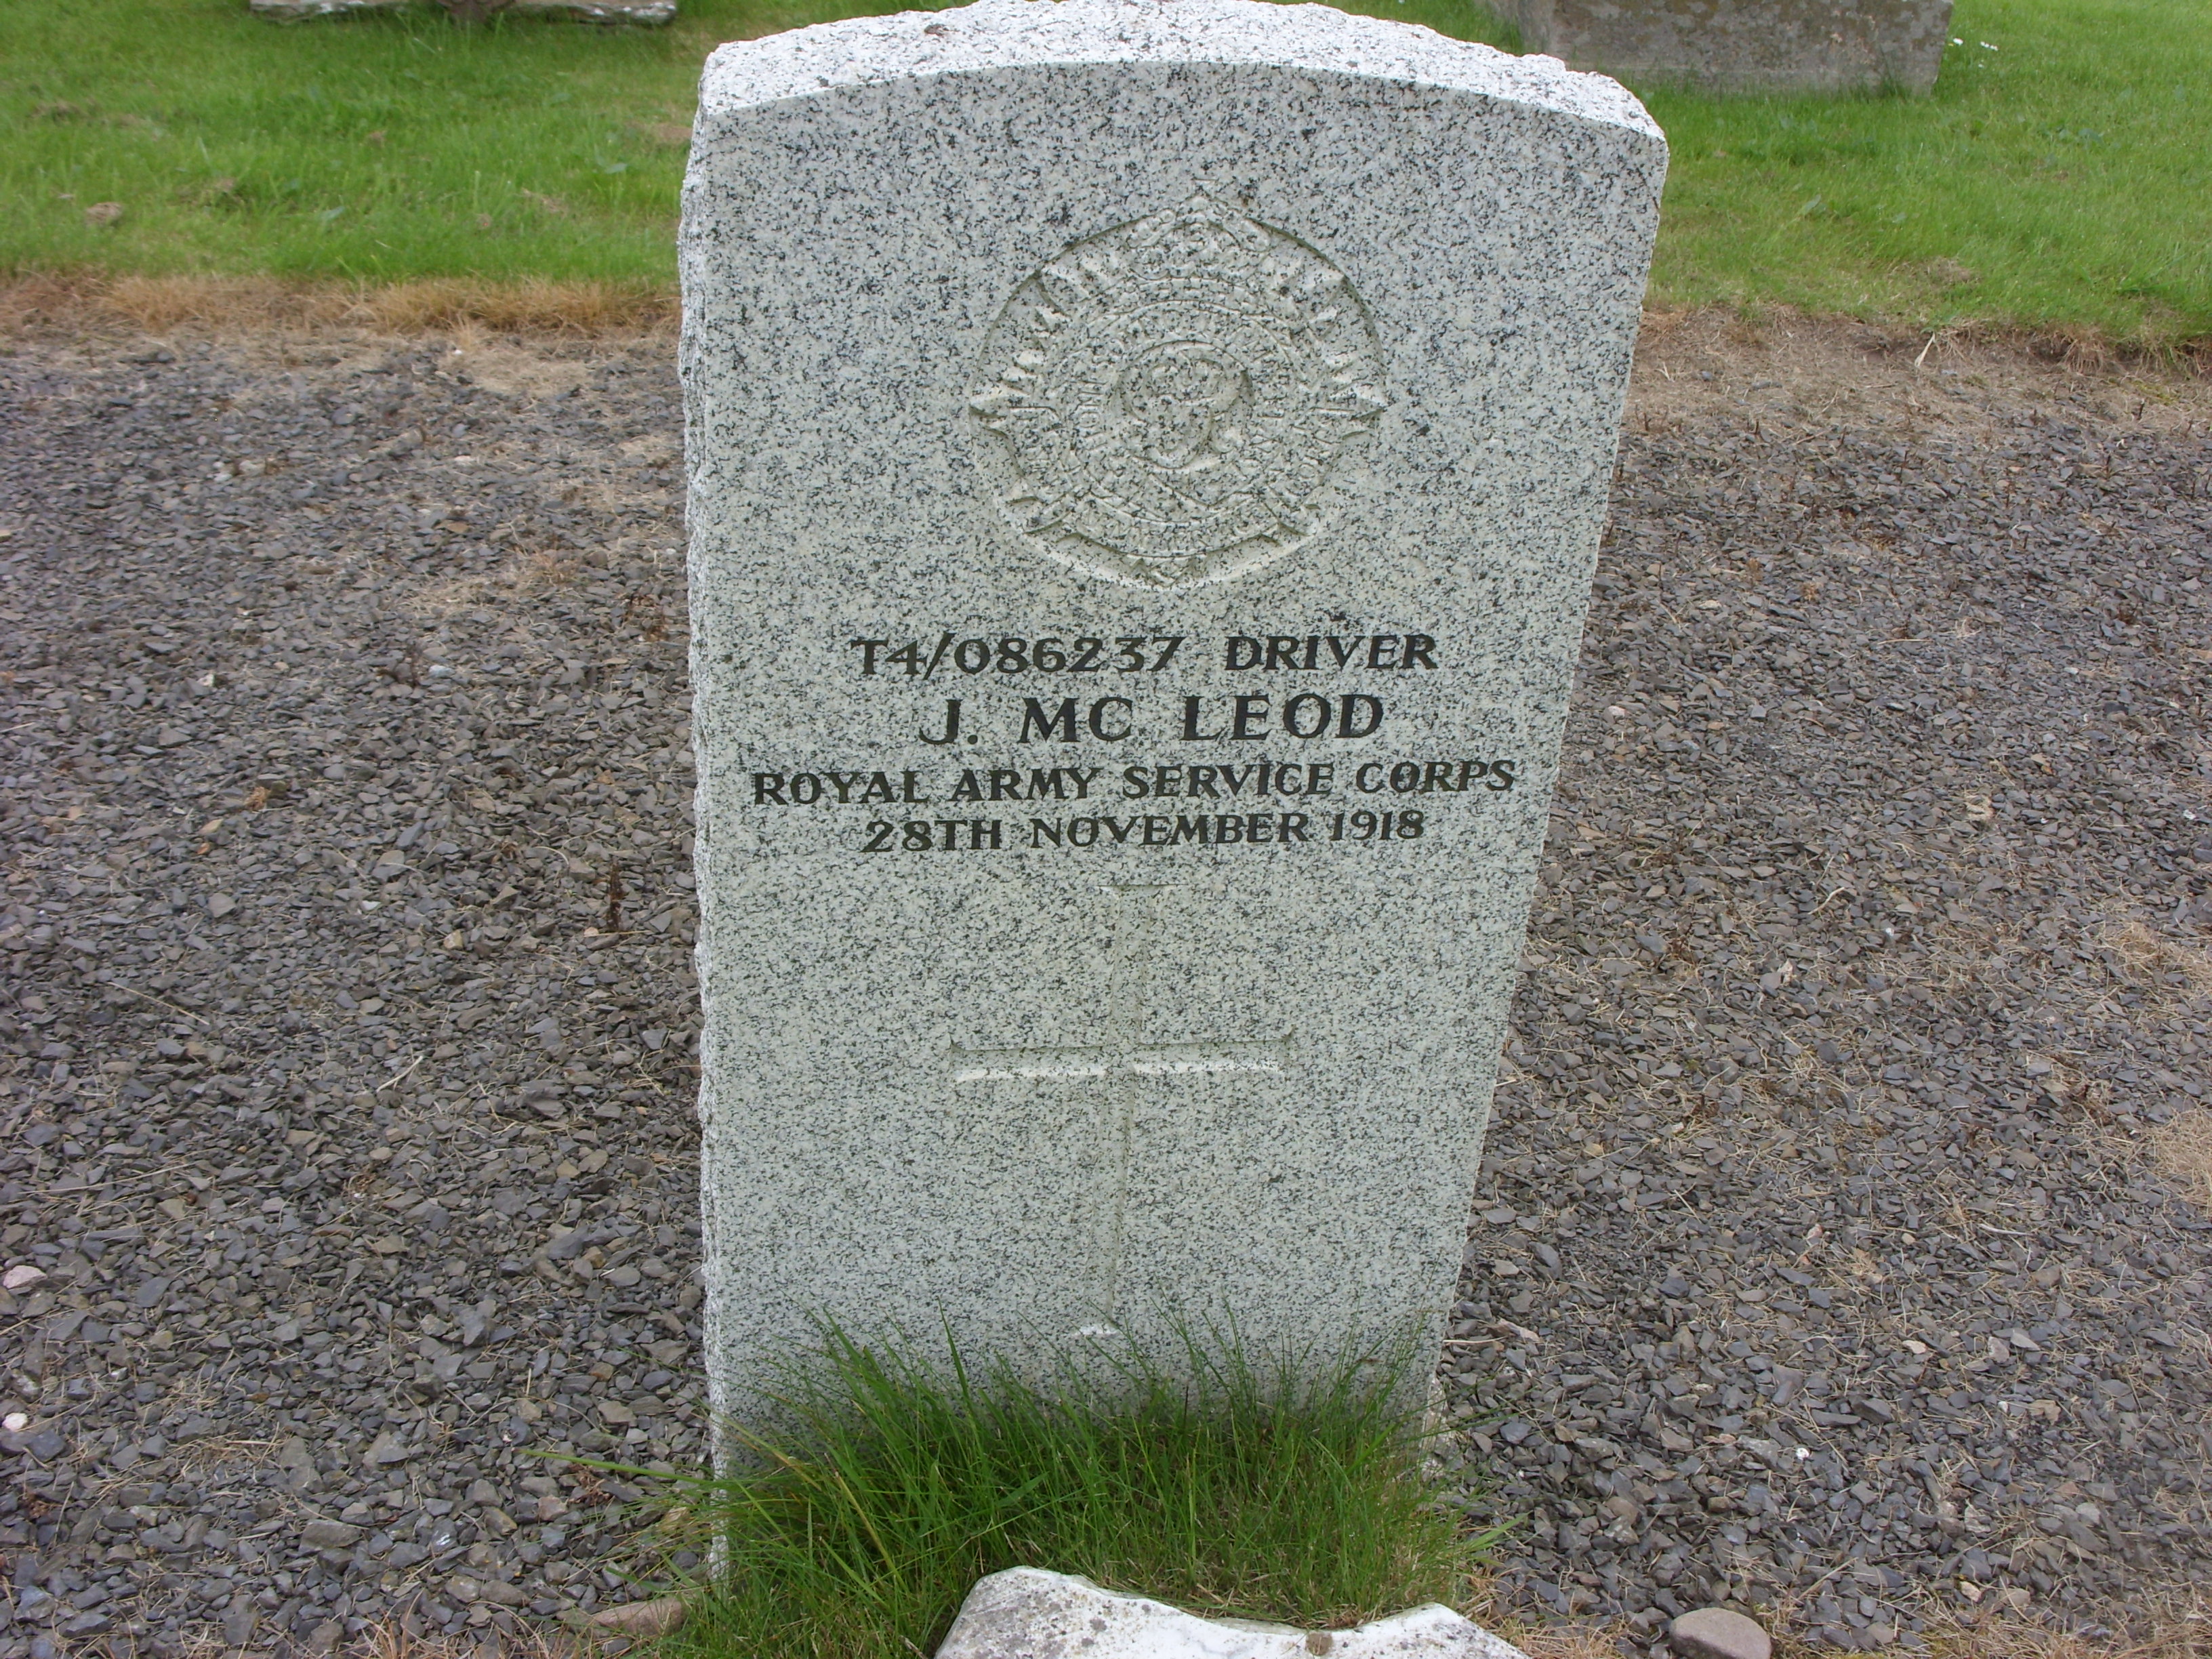 T4/086237 DRIVER
J. MC LEOD
ROYAL ARMY SERVICE CORPS
28TH NOVEMBER 1918